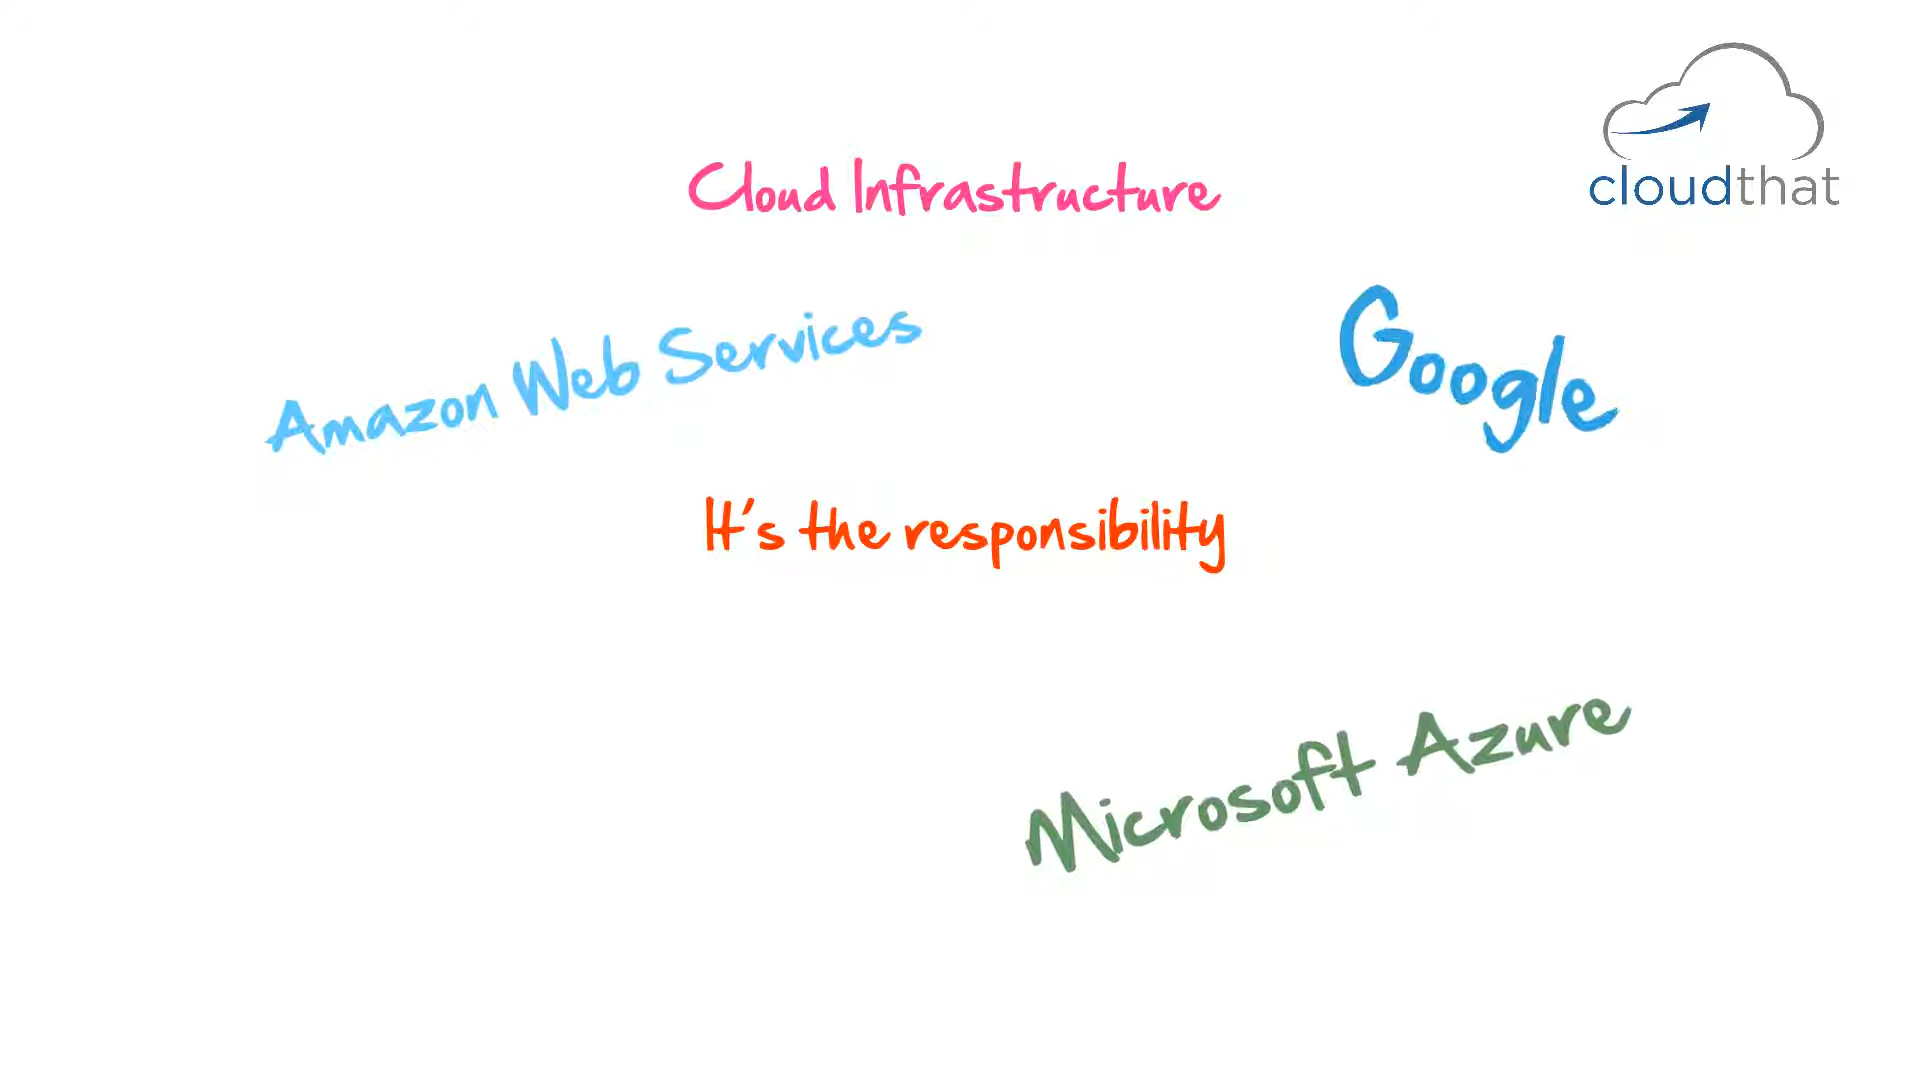 cloudthat
Cloud Infrastructure
Amazon Web Services
Google
It's the responsibility
Microsoft Azure